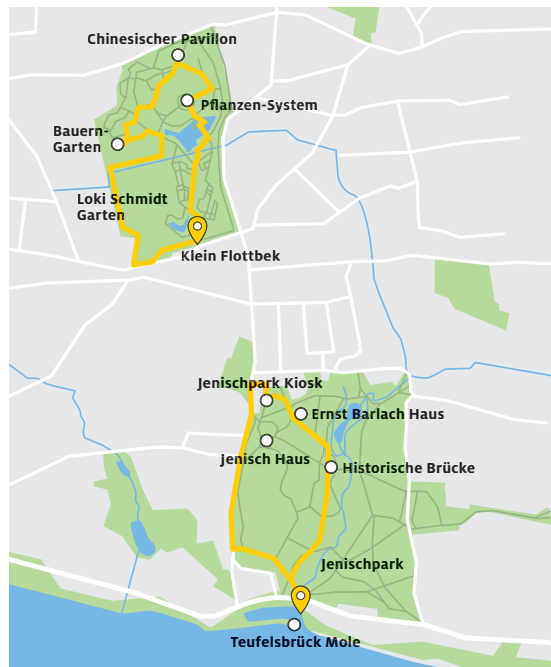 Chinesischer Pavillon
Pflanzen-System
Bauern-
Garten
Loki Schmidt
Garten
Klein Flottbek
Jenischpark Kiosk
Ernst Barlach Haus
Jenisch Haus
Historische Brücke
Jenischpark
Teufelsbrück Mole